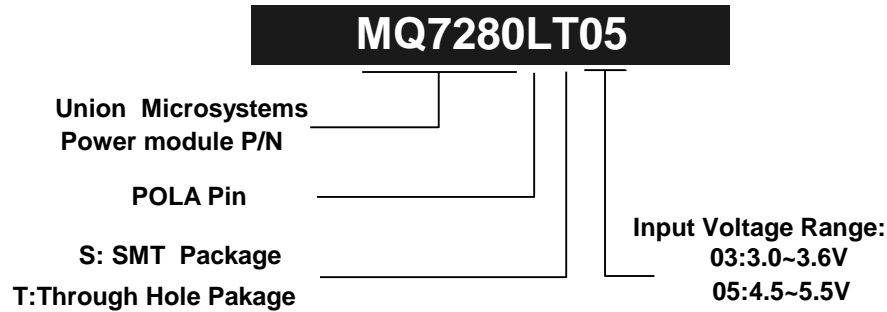 MQ7280LT05
Union Microsystems
Power module P/N
POLA Pin
S: SMT Package
T:Through Hole Pakage
Input Voltage Range:
03:3.0~3.6V
05:4.5~5.5V